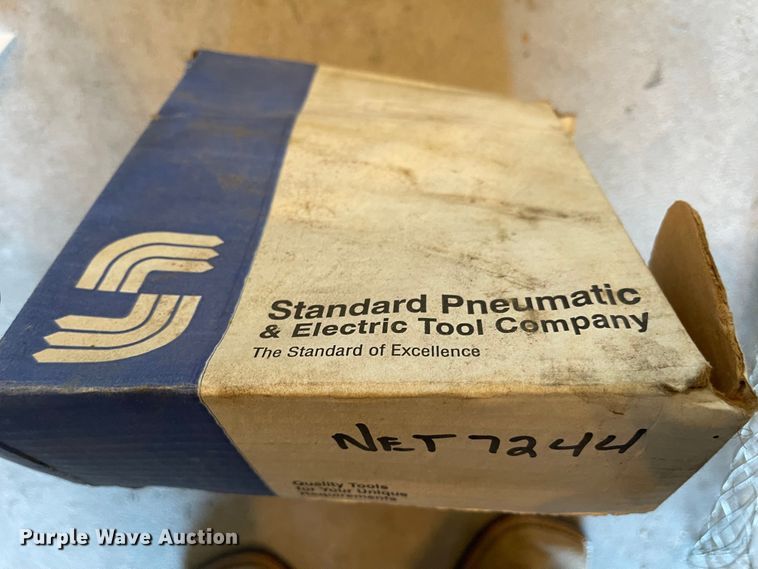 Standard Pneumatic
& Electric Tool Company
The Standard of Excellence
NET 7244
Quality Tools
for Your Unique
Requirements
Purple Wave Auction